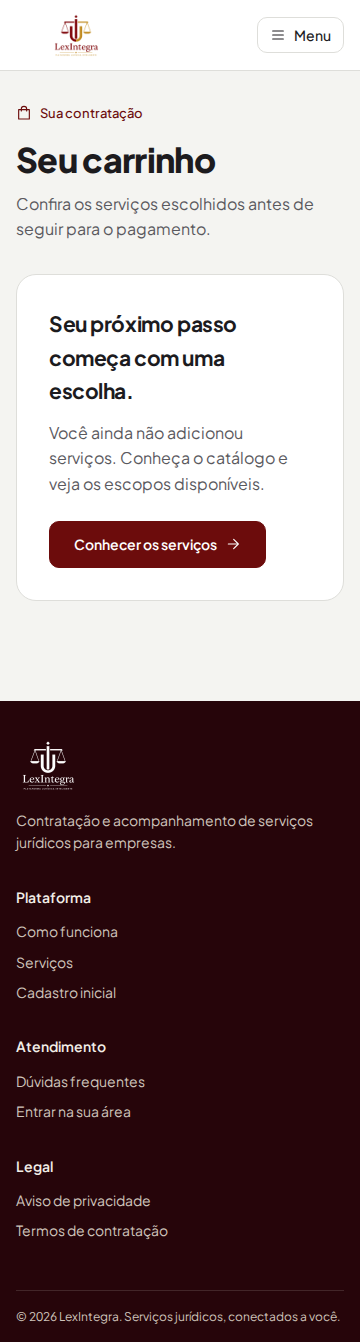 LexIntegra
Menu
Sua contratação
Seu carrinho
Confira os serviços escolhidos antes de
seguir para o pagamento.
Seu próximo passo
começa com uma
escolha.
Você ainda não adicionou
serviços. Conheça o catálogo e
veja os escopos disponíveis.
Conhecer os serviços
LexIntegra
Contratação e acompanhamento de serviços
jurídicos para empresas.
Plataforma
Como funciona
Serviços
Cadastro inicial
Atendimento
Dúvidas frequentes
Entrar na sua área
Legal
Aviso de privacidade
Termos de contratação
© 2026 LexIntegra. Serviços jurídicos, conectados a você.